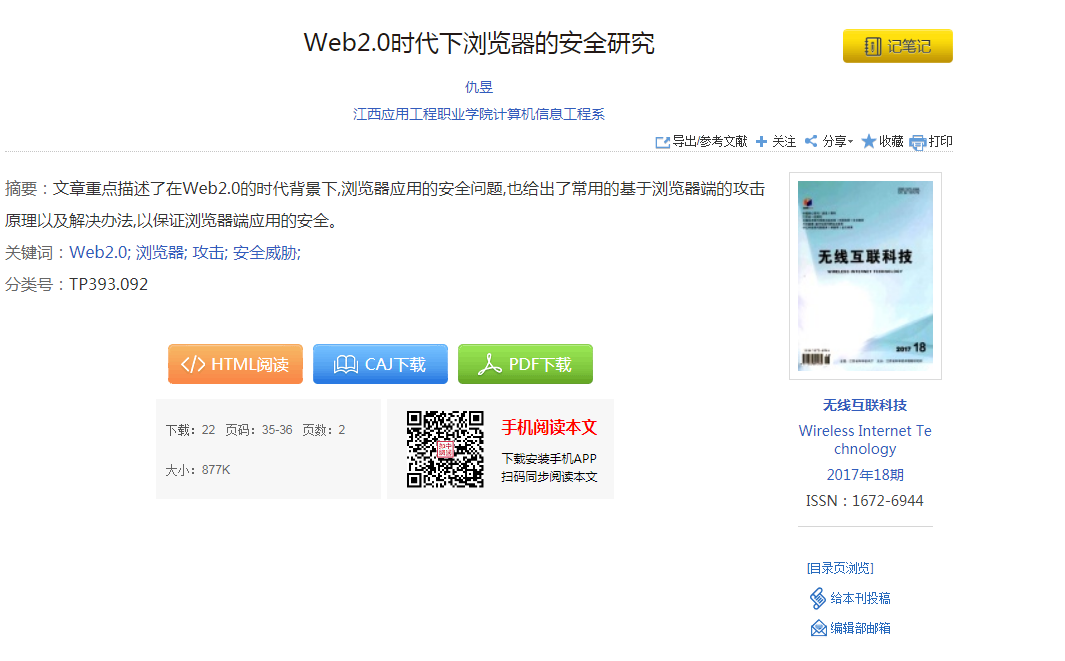 Web2.0时代下浏览器的安全研究
记笔记
仇昱
江西应用工程职业学院计算机信息工程系
导出/参考文献 关注 分享 收藏 打印
摘要：文章重点描述了在Web2.0的时代背景下,浏览器应用的安全问题,也给出了常用的基于浏览器端的攻击
原理以及解决办法,以保证浏览器端应用的安全。
关键词：Web2.0; 浏览器; 攻击; 安全威胁;
分类号：TP393.092
HTML阅读 CAJ下载 PDF下载
下载：22 页码：35-36 页数：2
大小：877K
手机阅读本文
下载安装手机APP
扫码同步阅读本文
无线互联科技
WIRELESS INTERNET TECHNOLOGY
2017 18
无线互联科技
Wireless Internet Te
chnology
2017年18期
ISSN：1672-6944
[目录页浏览]
给本刊投稿
编辑部邮箱